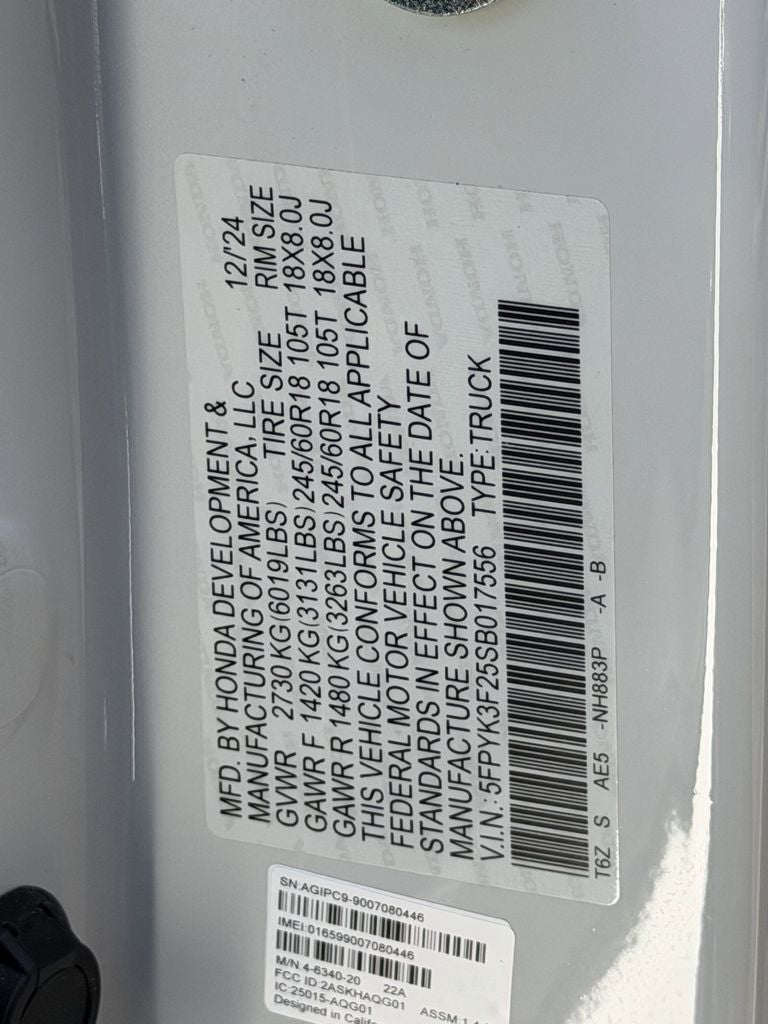 MFD. BY HONDA DEVELOPMENT &
MANUFACTURING OF AMERICA, LLC 12/'24
GVWR 2730 KG(6019LBS) TIRE SIZE RIM SIZE
GAWR F 1420 KG(3131LBS) 245/60R18 105T 18X8.0J
GAWR R 1480 KG(3263LBS) 245/60R18 105T 18X8.0J
THIS VEHICLE CONFORMS TO ALL APPLICABLE
FEDERAL MOTOR VEHICLE SAFETY
STANDARDS IN EFFECT ON THE DATE OF
MANUFACTURE SHOWN ABOVE.
V.I.N.: 5FPYK3F25SB017556 TYPE:TRUCK
T6Z S AE5 -NH883P -A -B
SN:AGIPC9-9007080446
IMEI:016599007080446
M/N:4-6340-20 22A
FCC ID:2ASKHAQG01 ASSM
IC:25015-AQG01
Designed in